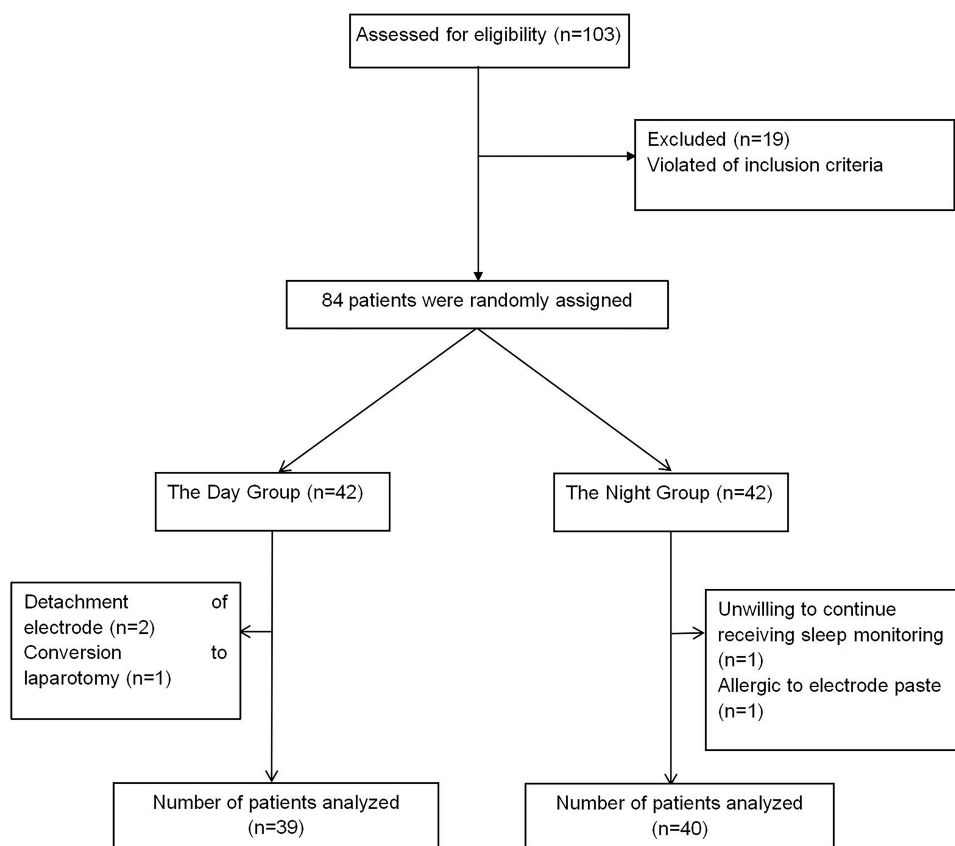 Assessed for eligibility (n=103)
Excluded (n=19)
Violated of inclusion criteria
84 patients were randomly assigned
The Day Group (n=42)
The Night Group (n=42)
Detachment of
electrode (n=2)
Conversion to
laparotomy (n=1)
Unwilling to continue
receiving sleep monitoring
(n=1)
Allergic to electrode paste
(n=1)
Number of patients analyzed
(n=39)
Number of patients analyzed
(n=40)